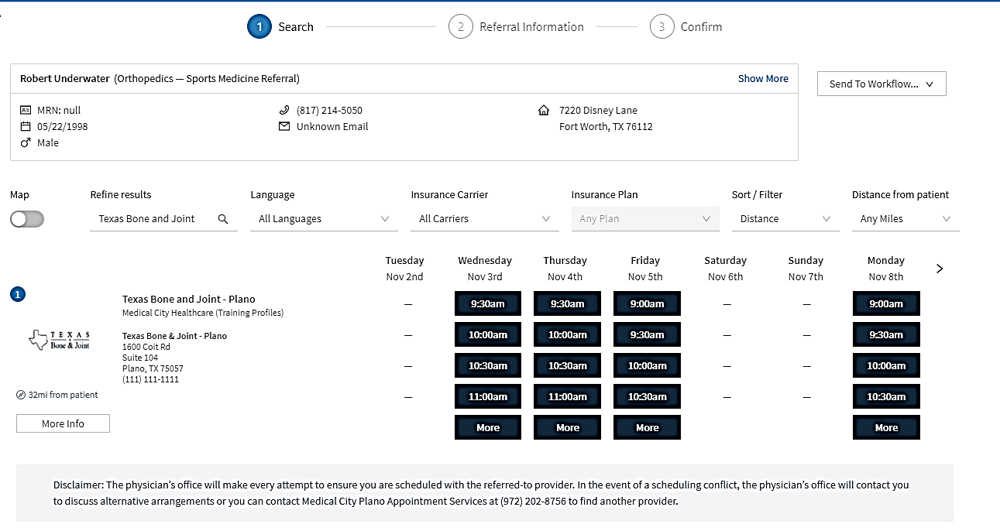 1 Search 2 Referral Information 3 Confirm
Robert Underwater (Orthopedics — Sports Medicine Referral) Show More
Send To Workflow...
MRN: null (817) 214-5050 7220 Disney Lane
05/22/1998 Unknown Email Fort Worth, TX 76112
Male
Map Refine results Language Insurance Carrier Insurance Plan Sort / Filter Distance from patient
Texas Bone and Joint All Languages All Carriers Any Plan Distance Any Miles
Tuesday Wednesday Thursday Friday Saturday Sunday Monday
Nov 2nd Nov 3rd Nov 4th Nov 5th Nov 6th Nov 7th Nov 8th
1
Texas Bone and Joint - Plano
Medical City Healthcare (Training Profiles)
TEXAS
Bone & Joint
Texas Bone & Joint - Plano
1600 Coit Rd
Suite 104
Plano, TX 75057
(111) 111-1111
32mi from patient
More Info
— 9:30am 9:30am 9:00am — — 9:00am
— 10:00am 10:00am 9:30am — — 9:30am
— 10:30am 10:30am 10:00am — — 10:00am
— 11:00am 11:00am 10:30am — — 10:30am
More More More More
Disclaimer: The physician's office will make every attempt to ensure you are scheduled with the referred-to provider. In the event of a scheduling conflict, the physician's office will contact you
to discuss alternative arrangements or you can contact Medical City Plano Appointment Services at (972) 202-8756 to find another provider.